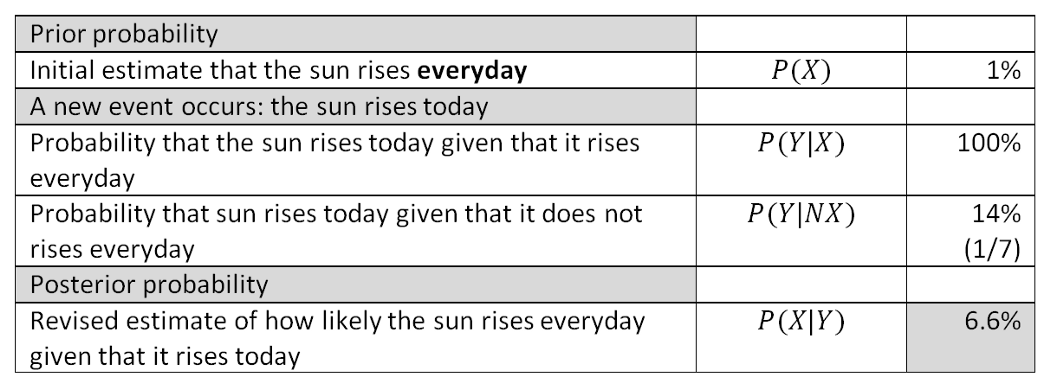 Prior probability
Initial estimate that the sun rises everyday P(X) 1%
A new event occurs: the sun rises today
Probability that the sun rises today given that it rises P(Y|X) 100%
everyday
Probability that sun rises today given that it does not P(Y|NX) 14%
rises everyday (1/7)
Posterior probability
Revised estimate of how likely the sun rises everyday P(X|Y) 6.6%
given that it rises today